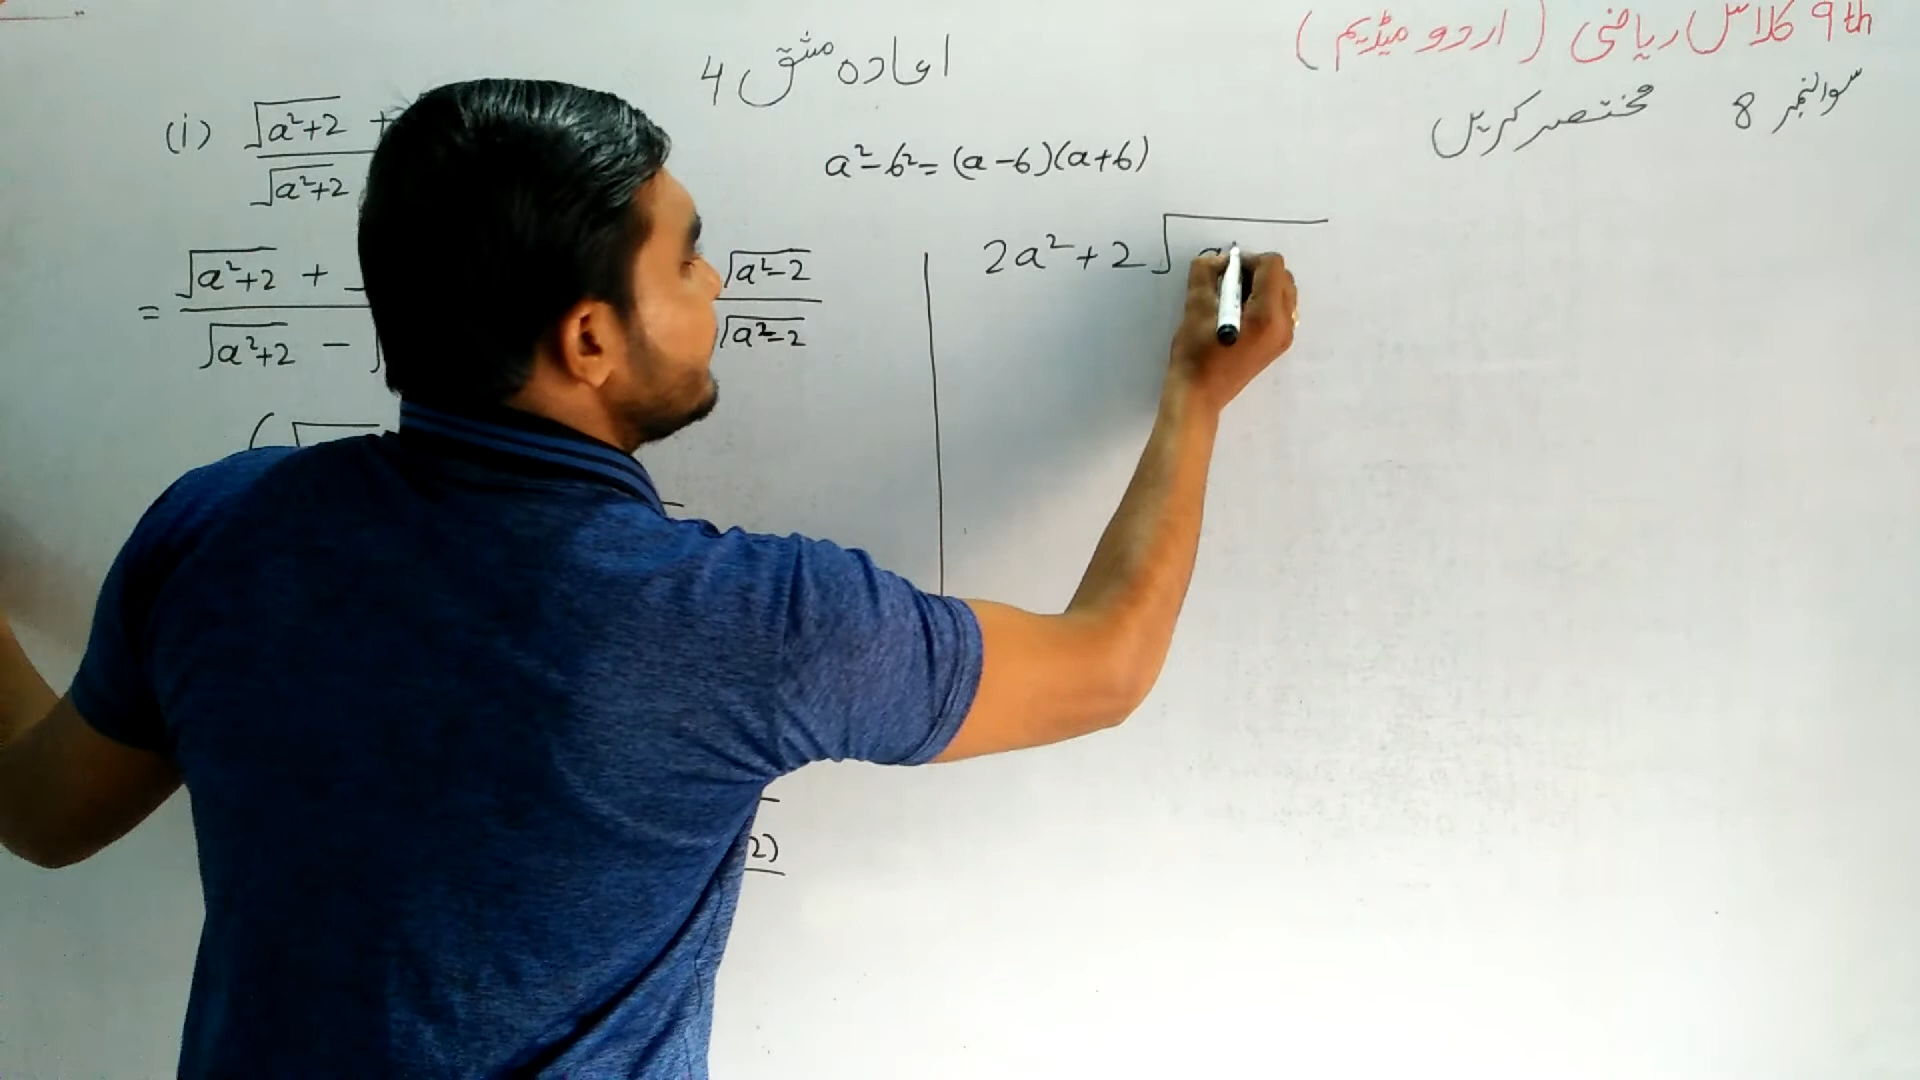 9th کلاس ریاضی (اردو میڈیم)
اعادہ مشق 4
سوالنمبر 8 مختصر کریں
(i) √(a²+2) +
√(a²+2)
a²-b²= (a-b)(a+b)
= √(a²+2) + √(a²-2)
√(a²+2) - √(a²-2)
2a²+2√
2)